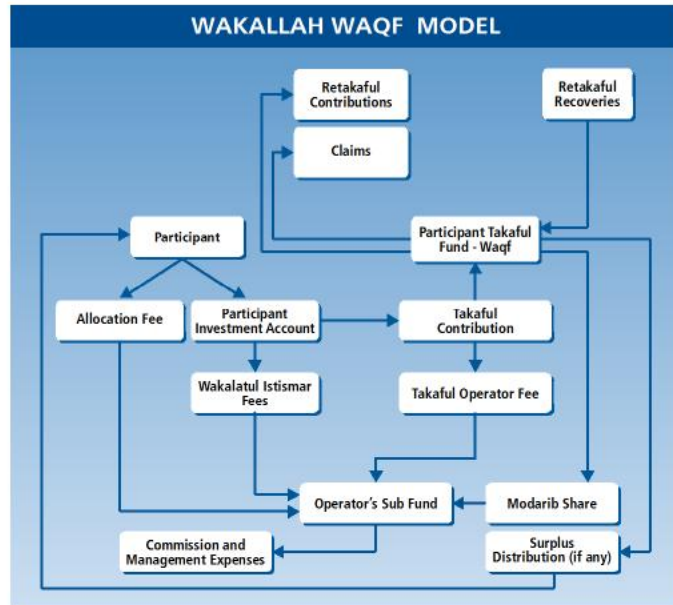 WAKALLAH WAQF MODEL
Retakaful
Contributions
Retakaful
Recoveries
Claims
Participant
Participant Takaful
Fund - Waqf
Allocation Fee
Participant
Investment Account
Takaful
Contribution
Wakalatul Istismar
Fees
Takaful Operator Fee
Operator's Sub Fund
Modarib Share
Commission and
Management Expenses
Surplus
Distribution (if any)